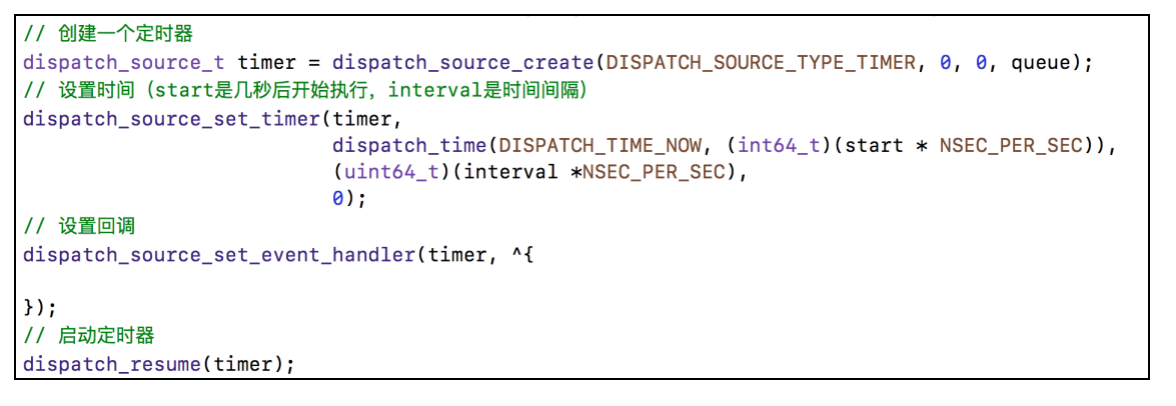 // 创建一个定时器
dispatch_source_t timer = dispatch_source_create(DISPATCH_SOURCE_TYPE_TIMER, 0, 0, queue);
// 设置时间（start是几秒后开始执行，interval是时间间隔）
dispatch_source_set_timer(timer,
                          dispatch_time(DISPATCH_TIME_NOW, (int64_t)(start * NSEC_PER_SEC)),
                          (uint64_t)(interval *NSEC_PER_SEC),
                          0);
// 设置回调
dispatch_source_set_event_handler(timer, ^{
});
// 启动定时器
dispatch_resume(timer);